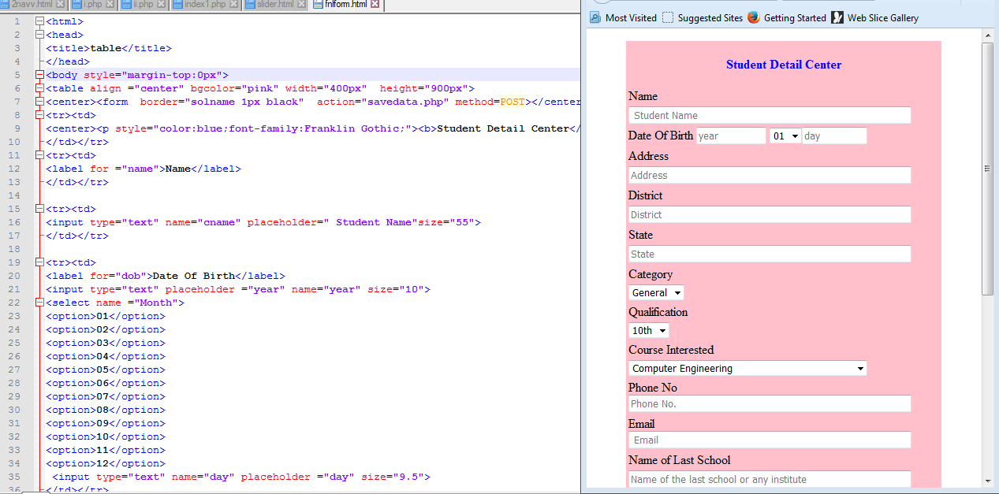 2navv.html i.php ii.php index1.php slider.html fnlform.html
1 <html>
2 <head>
3 <title>table</title>
4 </head>
5 <body style="margin-top:0px">
6 <table align ="center" bgcolor="pink" width="400px"  height="900px">
7 <center><form  border="solname 1px black"  action="savedata.php" method=POST></center
8 <tr><td>
9 <center><p style="color:blue;font-family:Franklin Gothic;"><b>Student Detail Center</
10 </td></tr>
11 <tr><td>
12 <label for ="name">Name</label>
13 </td></tr>
14
15 <tr><td>
16 <input type="text" name="cname" placeholder=" Student Name"size="55">
17 </td></tr>
18
19 <tr><td>
20 <label for="dob">Date Of Birth</label>
21 <input type="text" placeholder ="year" name="year" size="10">
22 <select name ="Month">
23 <option>01</option>
24 <option>02</option>
25 <option>03</option>
26 <option>04</option>
27 <option>05</option>
28 <option>06</option>
29 <option>07</option>
30 <option>08</option>
31 <option>09</option>
32 <option>10</option>
33 <option>11</option>
34 <option>12</option>
35  <input type="text" name="day" placeholder ="day" size="9.5">
36 </td></tr>
Most Visited Suggested Sites Getting Started Web Slice Gallery
Student Detail Center
Name
Student Name
Date Of Birth year 01 day
Address
Address
District
District
State
State
Category
General
Qualification
10th
Course Interested
Computer Engineering
Phone No
Phone No.
Email
Email
Name of Last School
Name of the last school or any institute